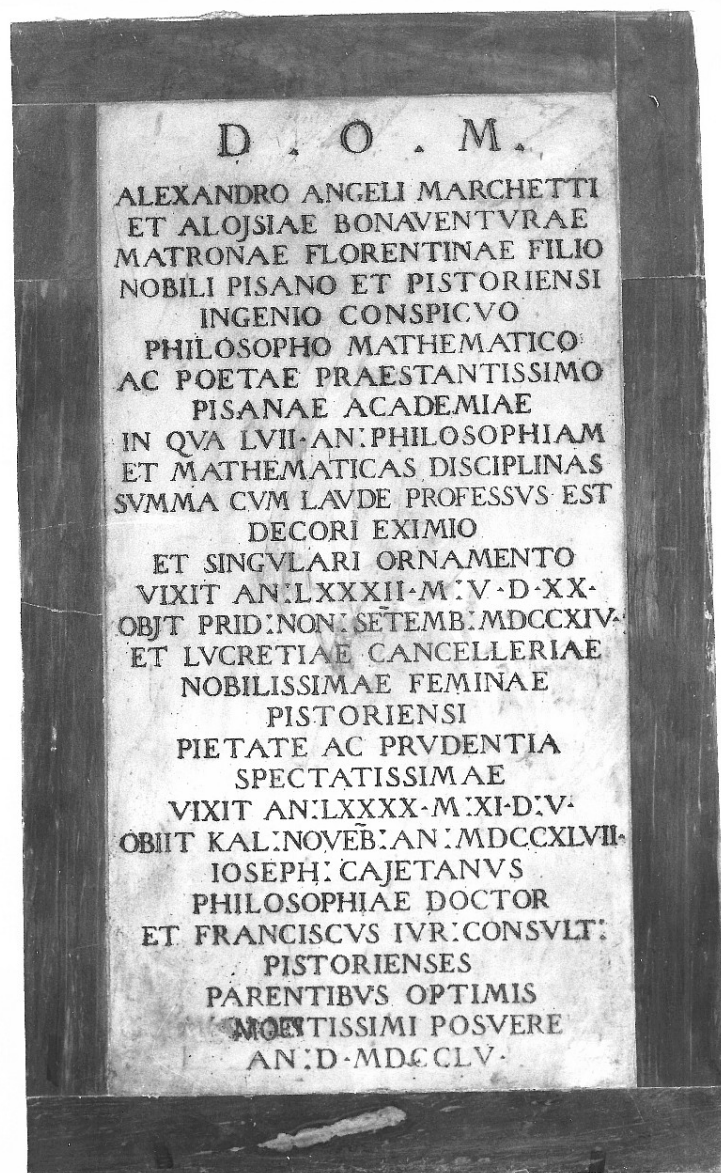 D . O . M .
ALEXANDRO ANGELI MARCHETTI
ET ALOJSIAE BONAVENTVRAE
MATRONAE FLORENTINAE FILIO
NOBILI PISANO ET PISTORIENSI
INGENIO CONSPICVO
PHILOSOPHO MATHEMATICO
AC POETAE PRAESTANTISSIMO
PISANAE ACADEMIAE
IN QVA LVII·AN:PHILOSOPHIAM
ET MATHEMATICAS DISCIPLINAS
SVMMA CVM LAVDE PROFESSVS EST
DECORI EXIMIO
ET SINGVLARI ORNAMENTO
VIXIT AN:LXXXII·M:V·D·XX·
OBJT PRID:NON:SETEMB:MDCCXIV·
ET LVCRETIAE CANCELLERIAE
NOBILISSIMAE FEMINAE
PISTORIENSI
PIETATE AC PRVDENTIA
SPECTATISSIMAE
VIXIT AN:LXXXX·M:XI·D:V·
OBIIT KAL:NOVEB̃:AN:MDCCXLVII·
IOSEPH: CAJETANVS
PHILOSOPHIAE DOCTOR
ET FRANCISCVS IVR:CONSVLT:
PISTORIENSES
PARENTIBVS OPTIMIS
MOESTISSIMI POSVERE
AN:D·MDCCLV·